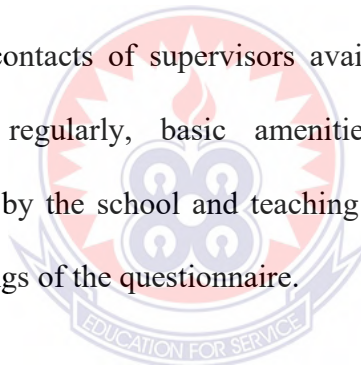 contacts of supervisors avai
regularly, basic amenitie
by the school and teaching
gs of the questionnaire.
EDUCATION FOR SERVICE